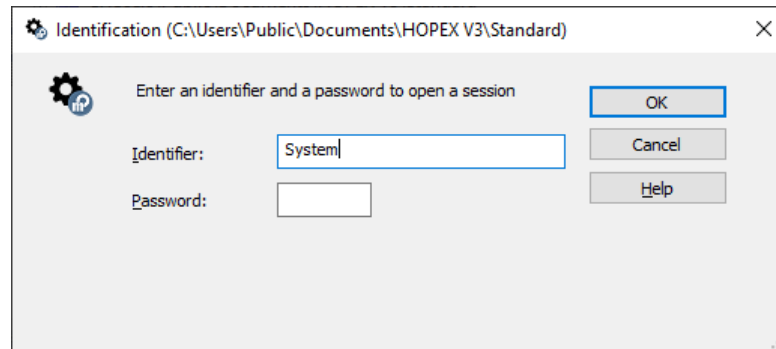 Identification (C:\Users\Public\Documents\HOPEX V3\Standard)
Enter an identifier and a password to open a session
OK
Identifier: System
Cancel
Password:
Help